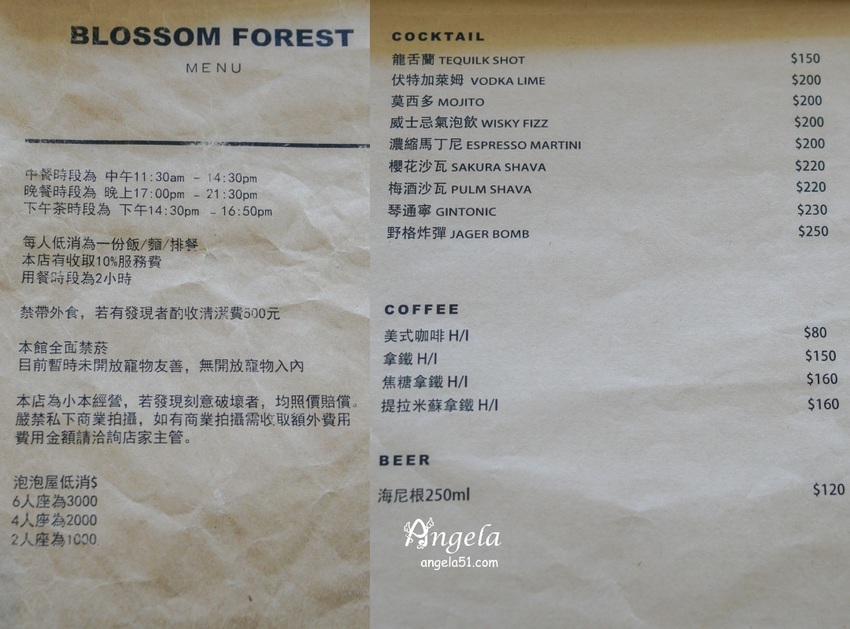 BLOSSOM FOREST
MENU
中餐時段為 中午11:30am - 14:30pm
晚餐時段為 晚上17:00pm - 21:30pm
下午茶時段為 下午14:30pm - 16:50pm
每人低消為一份飯/麵/排餐
本店有收取10%服務費
用餐時段為2小時
禁帶外食，若有發現者酌收清潔費500元
本館全面禁菸
目前暫時未開放寵物友善，無開放寵物入內
本店為小本經營，若發現刻意破壞者，均照價賠償。
嚴禁私下商業拍攝，如有商業拍攝需收取額外費用
費用金額請洽詢店家主管。
泡泡屋低消$
6人座為3000
4人座為2000
2人座為1000
COCKTAIL
龍舌蘭 TEQUILK SHOT $150
伏特加萊姆 VODKA LIME $200
莫西多 MOJITO $200
威士忌氣泡飲 WISKY FIZZ $200
濃縮馬丁尼 ESPRESSO MARTINI $200
櫻花沙瓦 SAKURA SHAVA $220
梅酒沙瓦 PULM SHAVA $220
琴通寧 GINTONIC $230
野格炸彈 JAGER BOMB $250
COFFEE
美式咖啡 H/I $80
拿鐵 H/I $150
焦糖拿鐵 H/I $160
提拉米蘇拿鐵 H/I $160
BEER
海尼根250ml $120
Angela
angela51.com